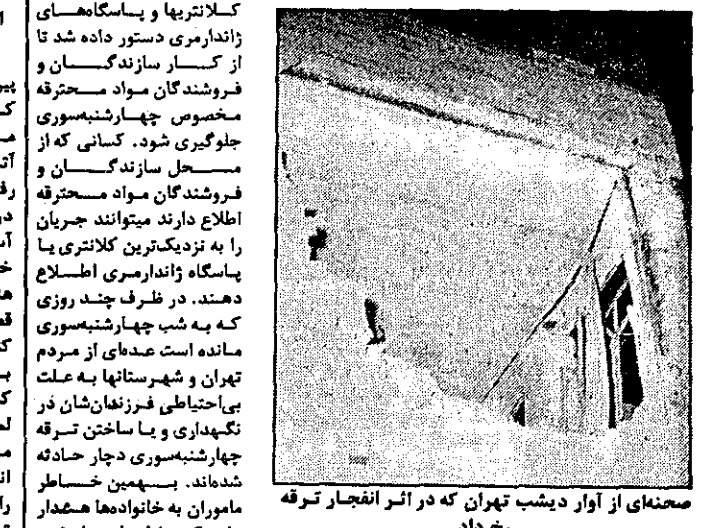 کلانتریها و پاسگاههای
ژاندارمری دستور داده شد تا
از کار سازندگان و
فروشندگان مواد محترقه
مخصوص چهارشنبه‌سوری
جلوگیری شود. کسانی که از
محل سازندگان و
فروشندگان مواد محترقه
اطلاع دارند میتوانند جریان
را به نزدیک‌ترین کلانتری یا
پاسگاه ژاندارمری اطلاع
دهند. در ظرف چند روزی
که به شب چهارشنبه‌سوری
مانده است عده‌ای از مردم
تهران و شهرستانها به علت
بی‌احتیاطی فرزندان‌شان در
نگهداری و یا ساختن ترقه
چهارشنبه‌سوری دچار حادثه
شده‌اند. بهمین خاطر
ماموران به خانواده‌ها هشدار
صحنه‌ای از آوار دیشب تهران که در اثر انفجار ترقه
رخ داد.